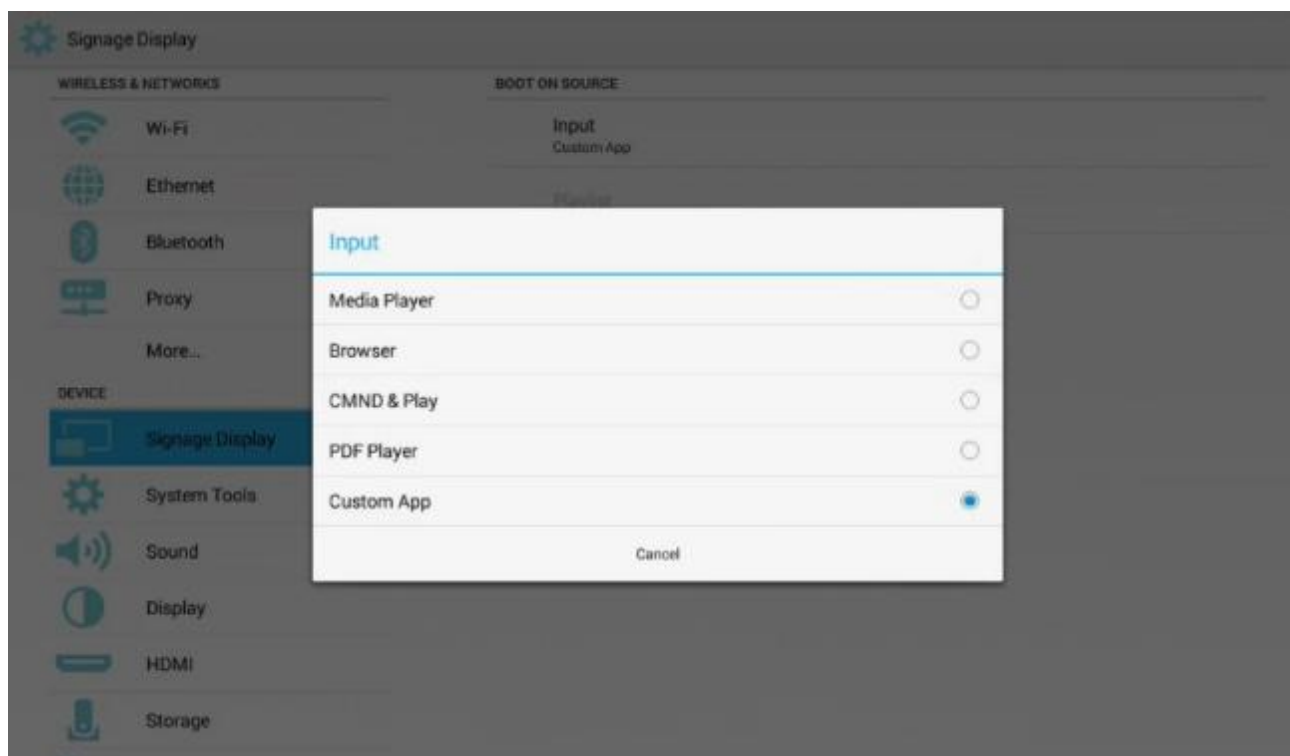 Signage Display
WIRELESS & NETWORKS
Wi-Fi
Ethernet
Bluetooth
Proxy
More...
DEVICE
Signage Display
System Tools
Sound
Display
HDMI
Storage
BOOT ON SOURCE
Input
Custom App
Playlist
Input
Media Player
Browser
CMND & Play
PDF Player
Custom App
Cancel